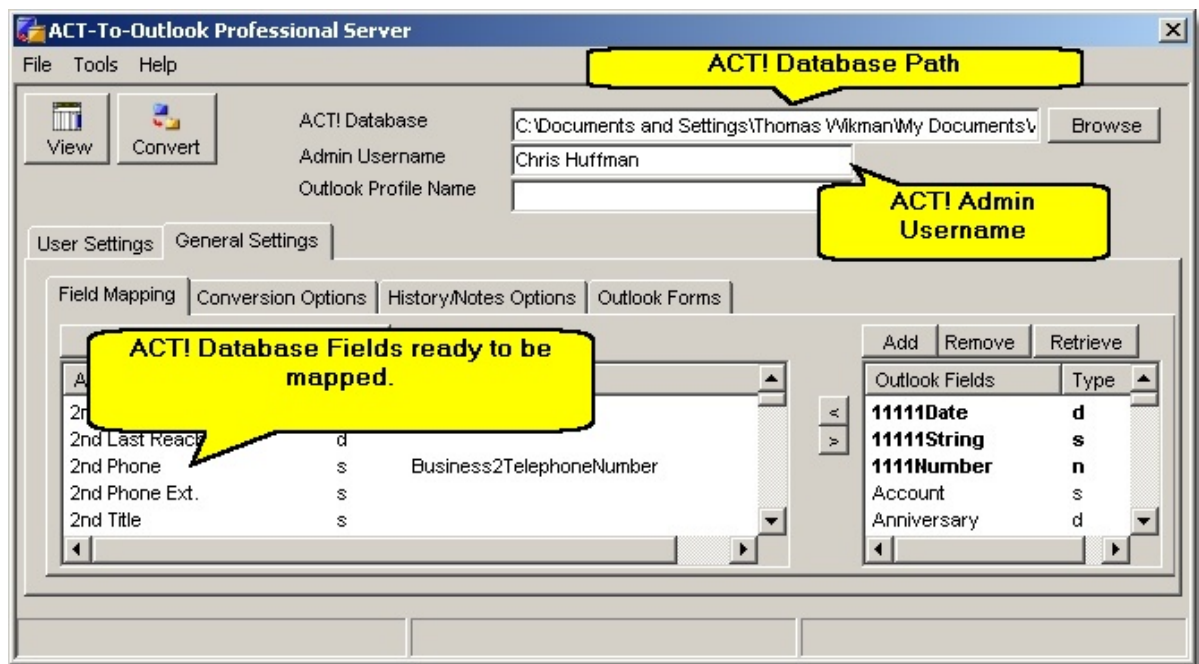 ACT-To-Outlook Professional Server
File Tools Help
ACT! Database Path
View
Convert
ACT! Database
C:\Documents and Settings\Thomas Wikman\My Documents\
Browse
Admin Username
Chris Huffman
Outlook Profile Name
ACT! Admin
Username
User Settings
General Settings
Field Mapping
Conversion Options
History/Notes Options
Outlook Forms
ACT! Database Fields ready to be
mapped.
Add Remove Retrieve
Outlook Fields Type
2nd Last Reach d
2nd Phone s Business2TelephoneNumber
2nd Phone Ext. s
2nd Title s
<
>
11111Date d
11111String s
1111Number n
Account s
Anniversary d